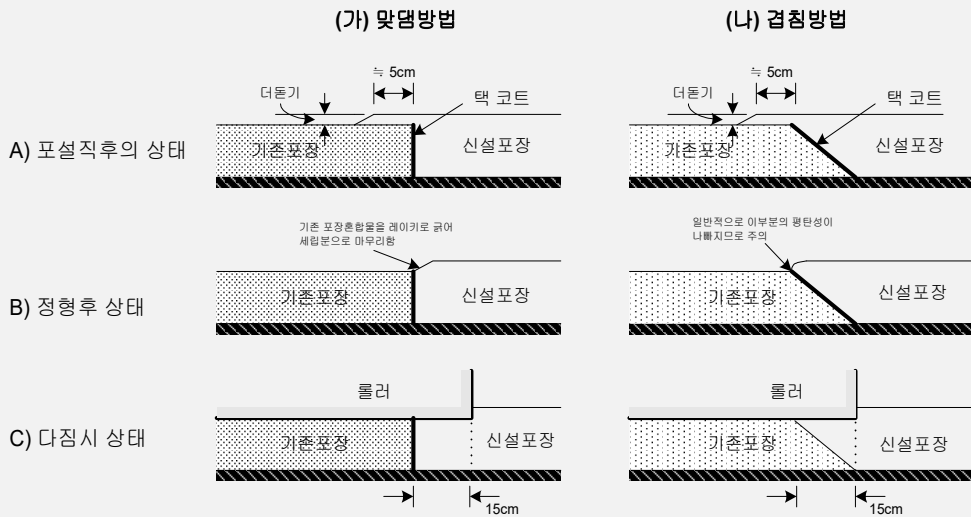 (가) 맞댐방법
(나) 겹침방법
≒ 5cm
더돋기
택 코트
≒ 5cm
더돋기
택 코트
A) 포설직후의 상태
기존포장
신설포장
기존포장
신설포장
기존 포장혼합물을 레이키로 긁어
세립분으로 마무리함
일반적으로 이부분의 평탄성이
나빠지므로 주의
B) 정형후 상태
기존포장
신설포장
기존포장
신설포장
롤러
롤러
C) 다짐시 상태
기존포장
신설포장
기존포장
신설포장
15cm
15cm